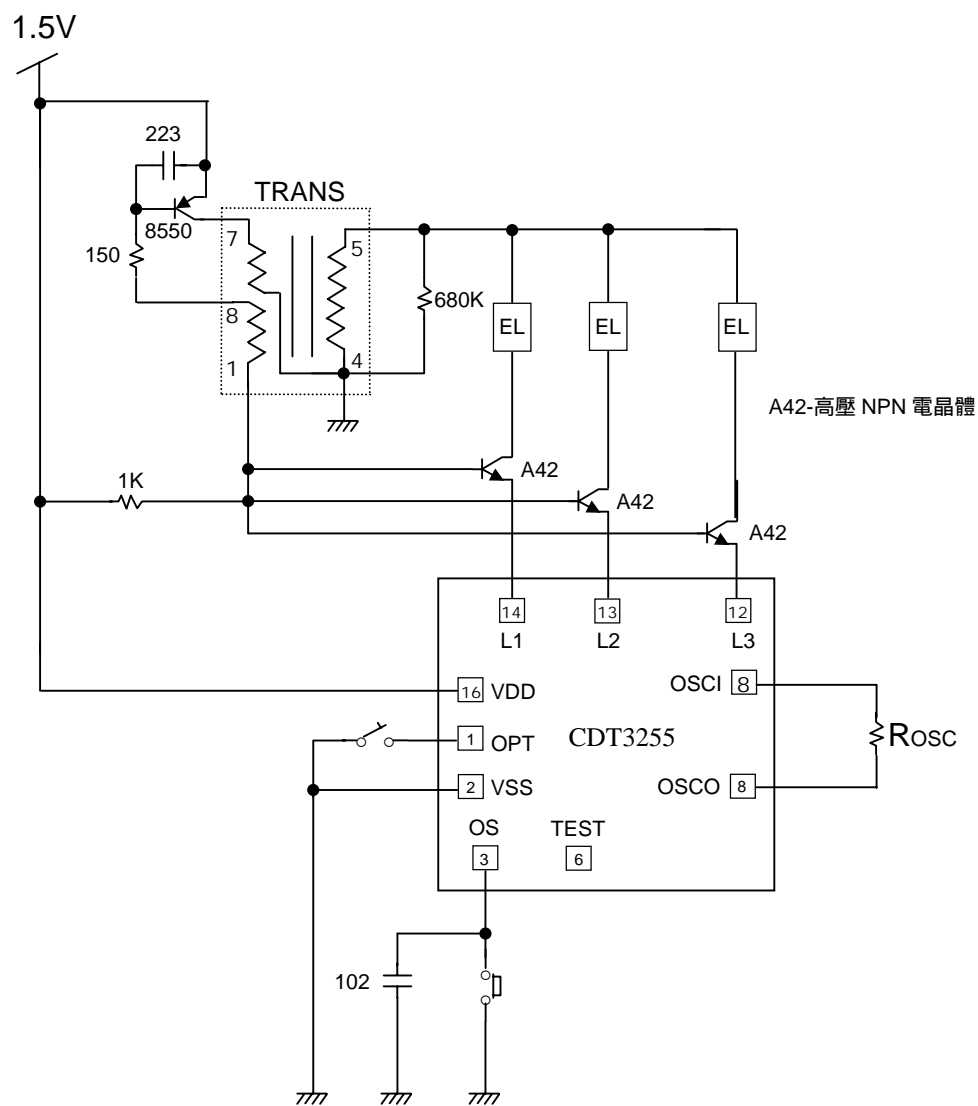 1.5V
223
TRANS
8550
7
5
150
680K
8
EL
EL
EL
1
4
A42-高壓 NPN 電晶體
A42
1K
A42
A42
14
13
12
L1
L2
L3
16 VDD
OSCI 8
1 OPT
CDT3255
ROSC
2 VSS
OSCO 8
OS
TEST
3
6
102